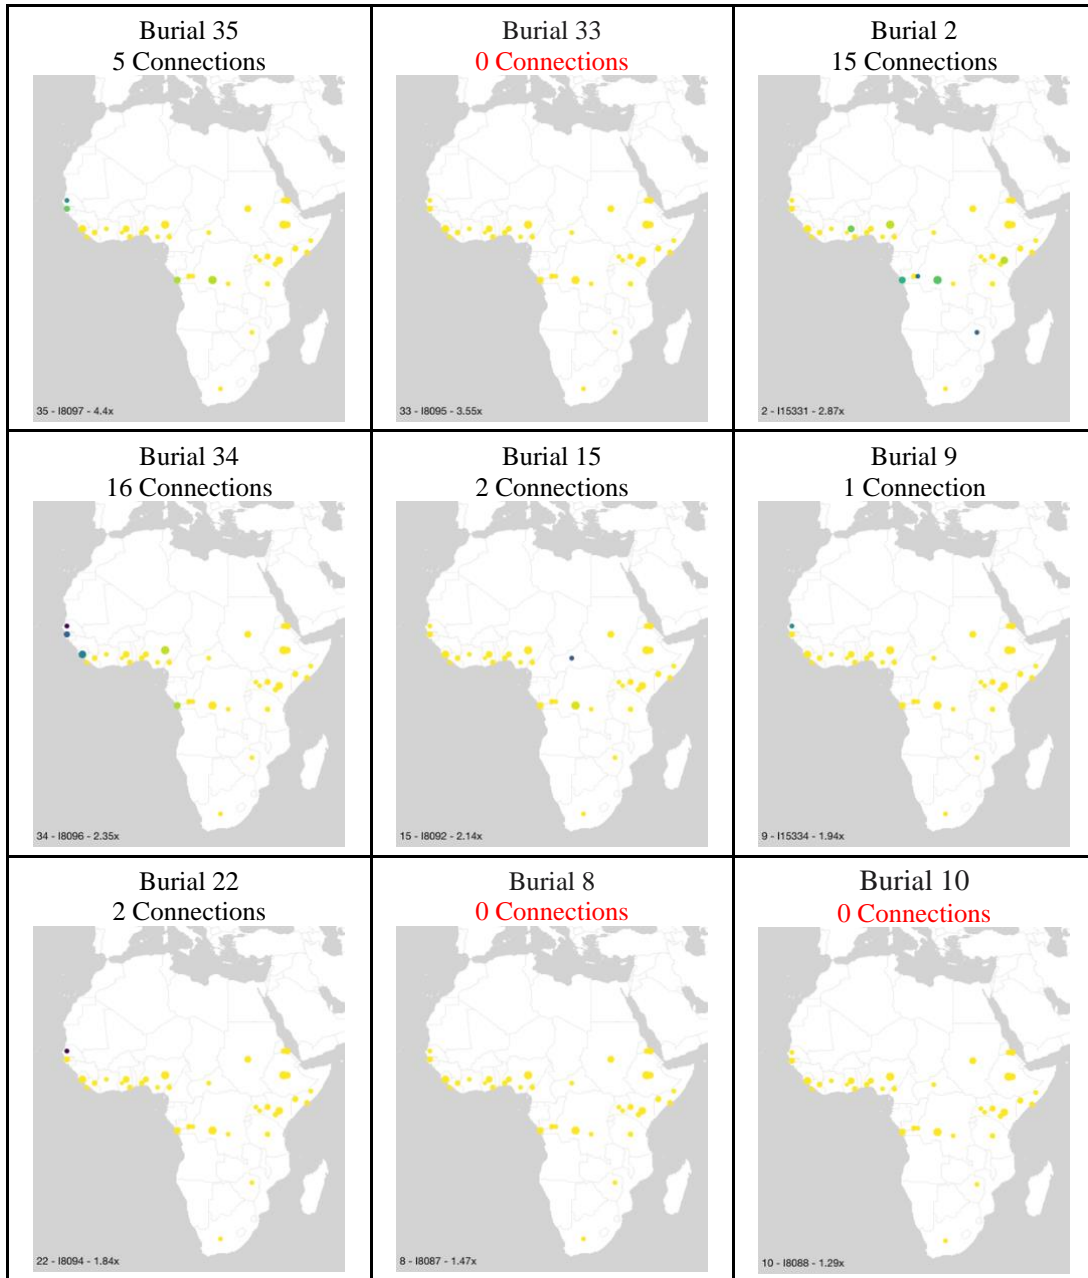 Burial 35
5 Connections
35 - I8097 - 4.4x
Burial 33
0 Connections
33 - I8095 - 3.55x
Burial 2
15 Connections
2 - I15331 - 2.87x
Burial 34
16 Connections
34 - I8096 - 2.35x
Burial 15
2 Connections
15 - I8092 - 2.14x
Burial 9
1 Connection
9 - I15334 - 1.94x
Burial 22
2 Connections
22 - I8094 - 1.84x
Burial 8
0 Connections
8 - I8087 - 1.47x
Burial 10
0 Connections
10 - I8088 - 1.29x